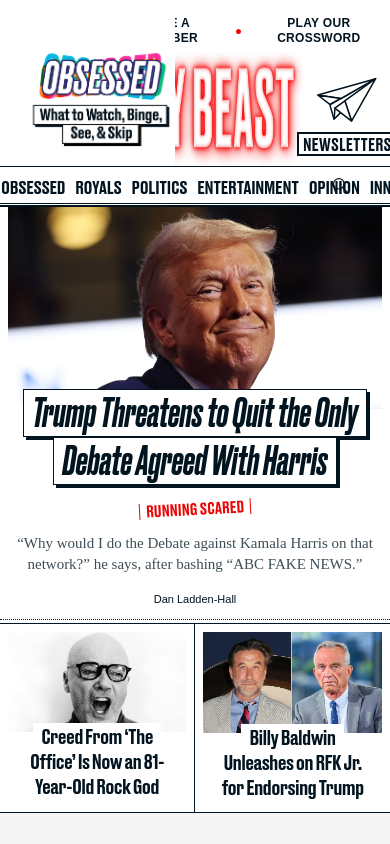 E A
BER
PLAY OUR
CROSSWORD
OBSESSED
What to Watch, Binge,
See, & Skip
Y BEAST
NEWSLETTERS
OBSESSED ROYALS POLITICS ENTERTAINMENT OPINION INN
Trump Threatens to Quit the Only
Debate Agreed With Harris
RUNNING SCARED
“Why would I do the Debate against Kamala Harris on that
network?” he says, after bashing “ABC FAKE NEWS.”
Dan Ladden-Hall
Creed From ‘The
Office’ Is Now an 81-
Year-Old Rock God
Billy Baldwin
Unleashes on RFK Jr.
for Endorsing Trump